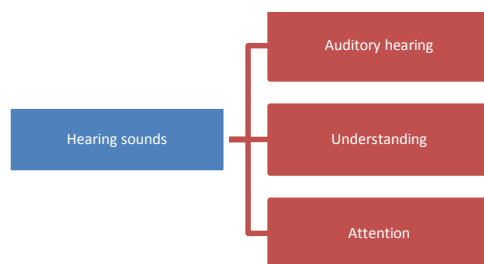 Auditory hearing
Hearing sounds
Understanding
Attention